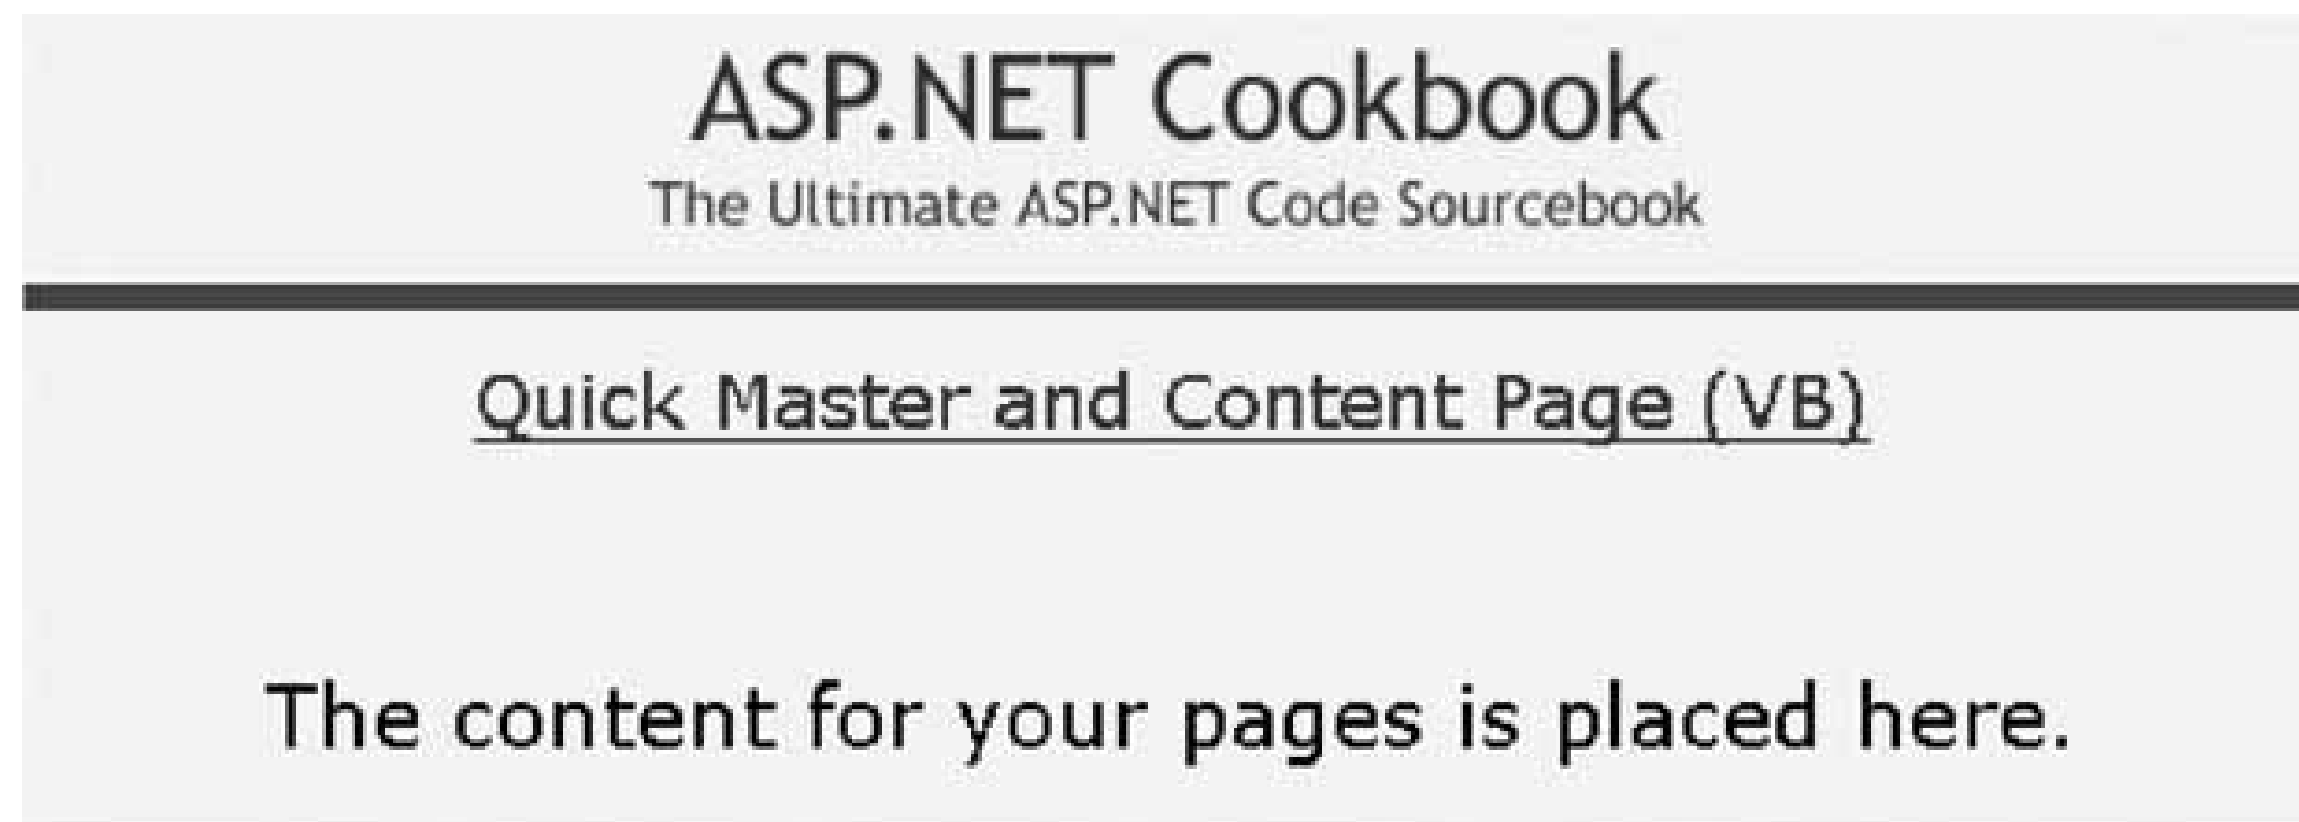 ASP.NET Cookbook
The Ultimate ASP.NET Code Sourcebook
Quick Master and Content Page (VB)
The content for your pages is placed here.